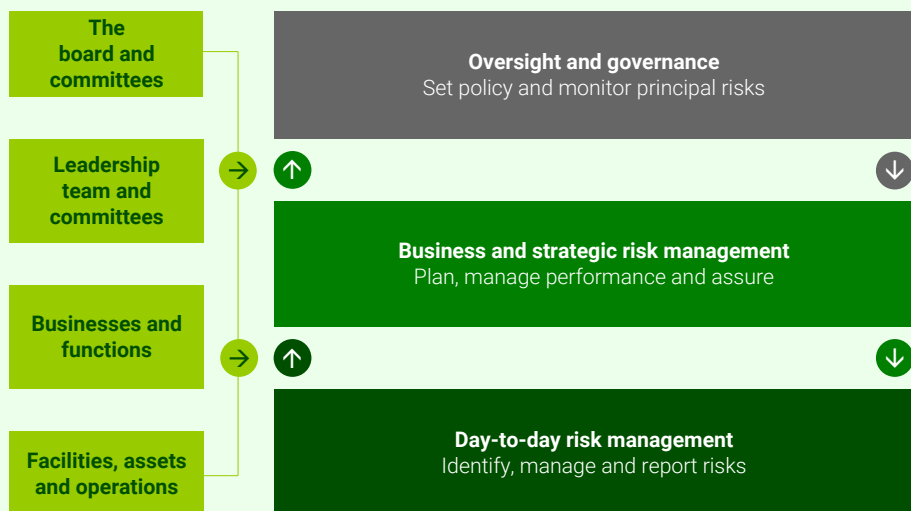 The
board and
committees
Leadership
team and
committees
Businesses and
functions
Facilities, assets
and operations
Oversight and governance
Set policy and monitor principal risks
Business and strategic risk management
Plan, manage performance and assure
Day-to-day risk management
Identify, manage and report risks